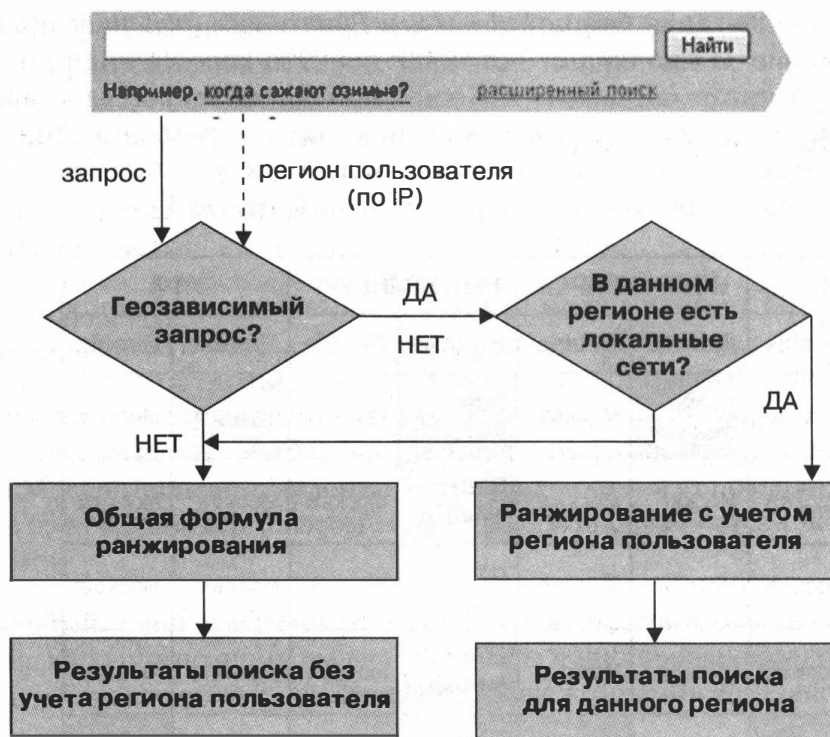 Найти
Например, когда сажают озимые? расширенный поиск
запрос
регион пользователя
(по IP)
Геозависимый
запрос?
ДА
НЕТ
В данном
регионе есть
локальные
сети?
НЕТ
ДА
Общая формула
ранжирования
Ранжирование с учетом
региона пользователя
Результаты поиска без
учета региона пользователя
Результаты поиска
для данного региона